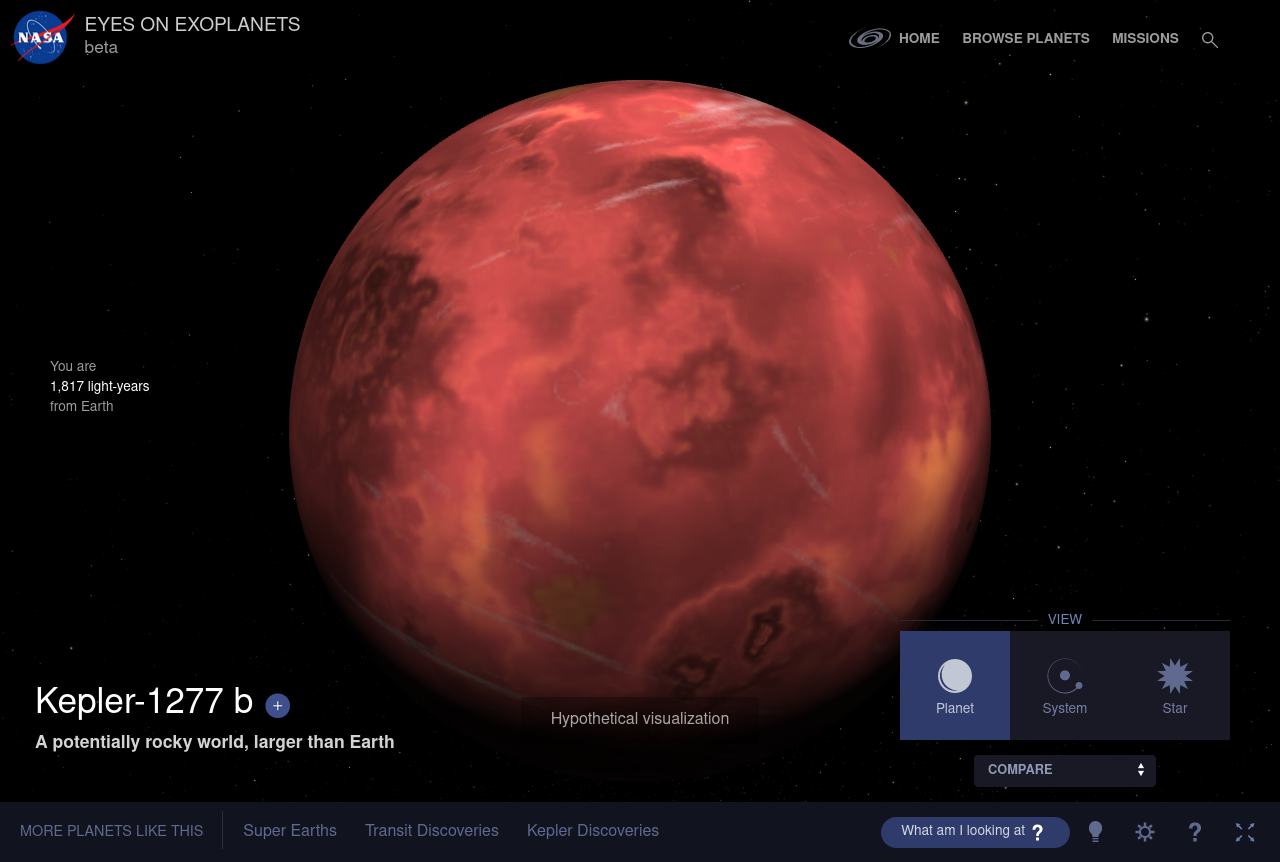 NASA
EYES ON EXOPLANETS
beta
HOME
BROWSE PLANETS
MISSIONS
You are
1,817 light-years
from Earth
VIEW
Planet
System
Star
Kepler-1277 b +
A potentially rocky world, larger than Earth
Hypothetical visualization
COMPARE
MORE PLANETS LIKE THIS
Super Earths
Transit Discoveries
Kepler Discoveries
What am I looking at ?
?